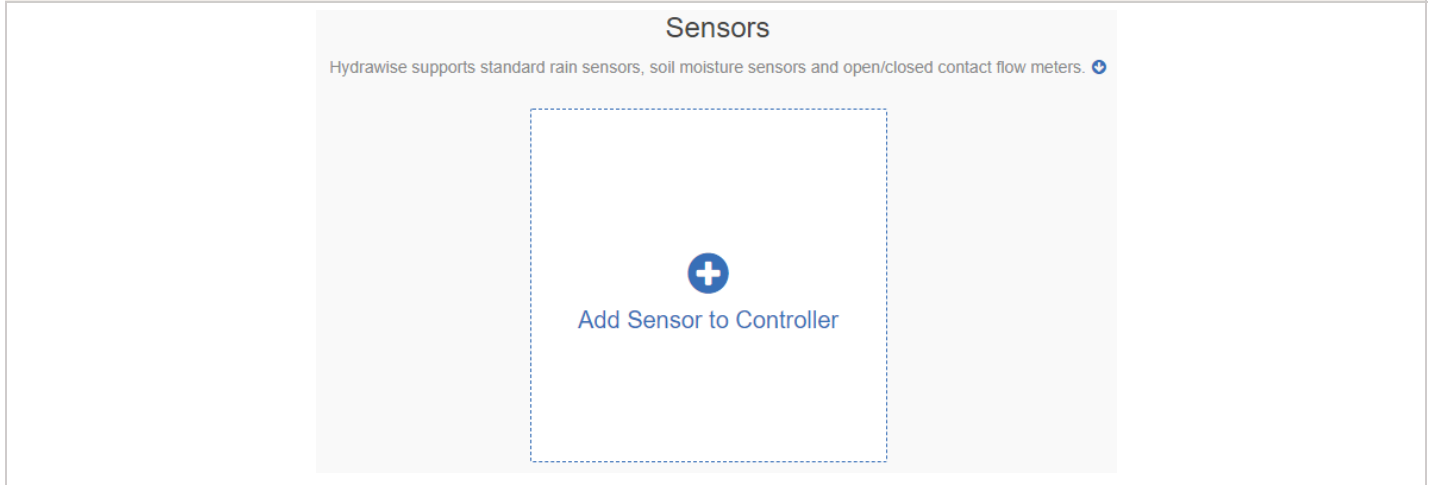 Sensors
Hydrawise supports standard rain sensors, soil moisture sensors and open/closed contact flow meters.
Add Sensor to Controller